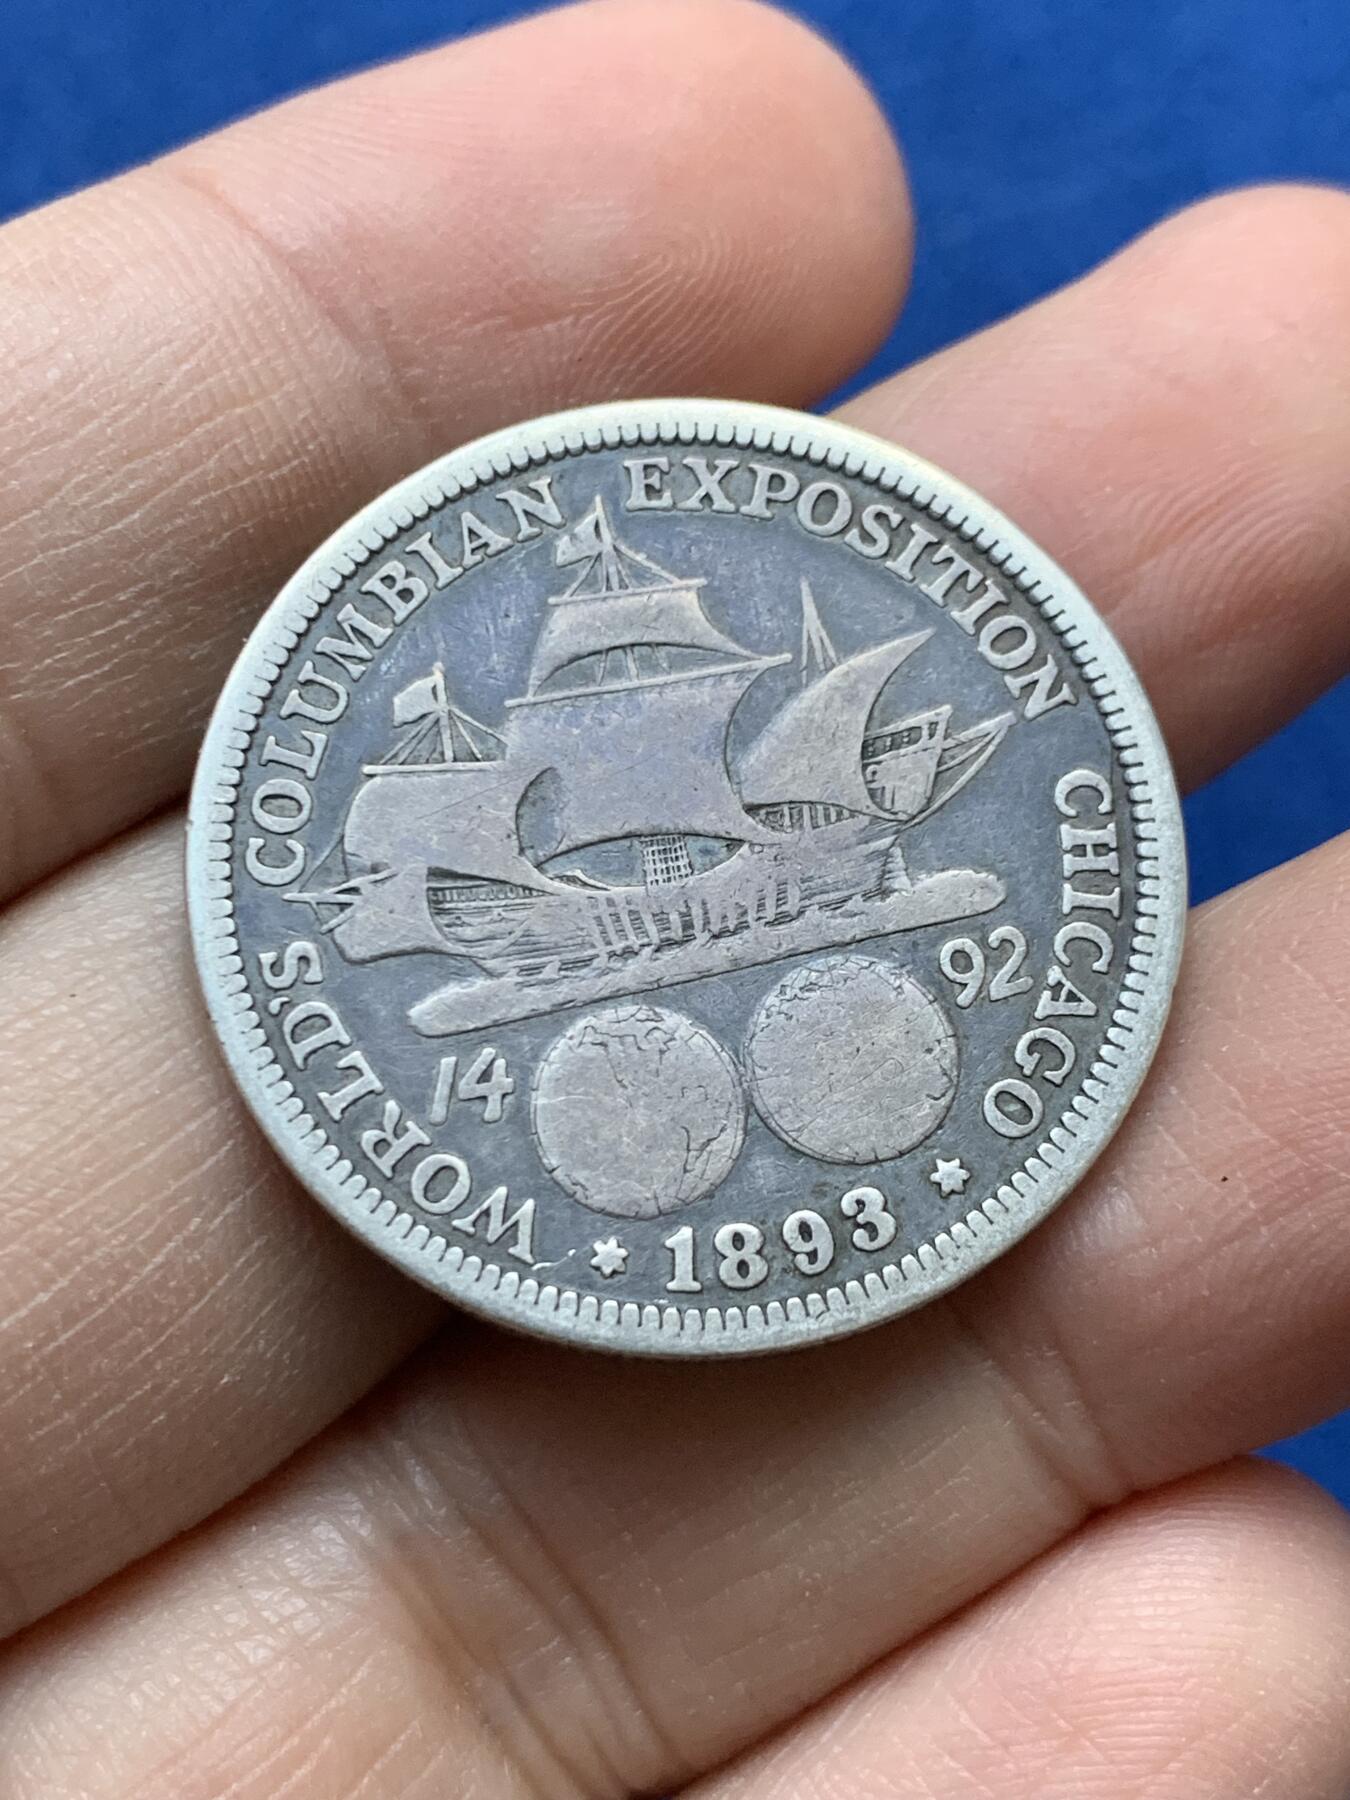 WORLD'S COLUMBIAN EXPOSITION CHICAGO
14 92
1893